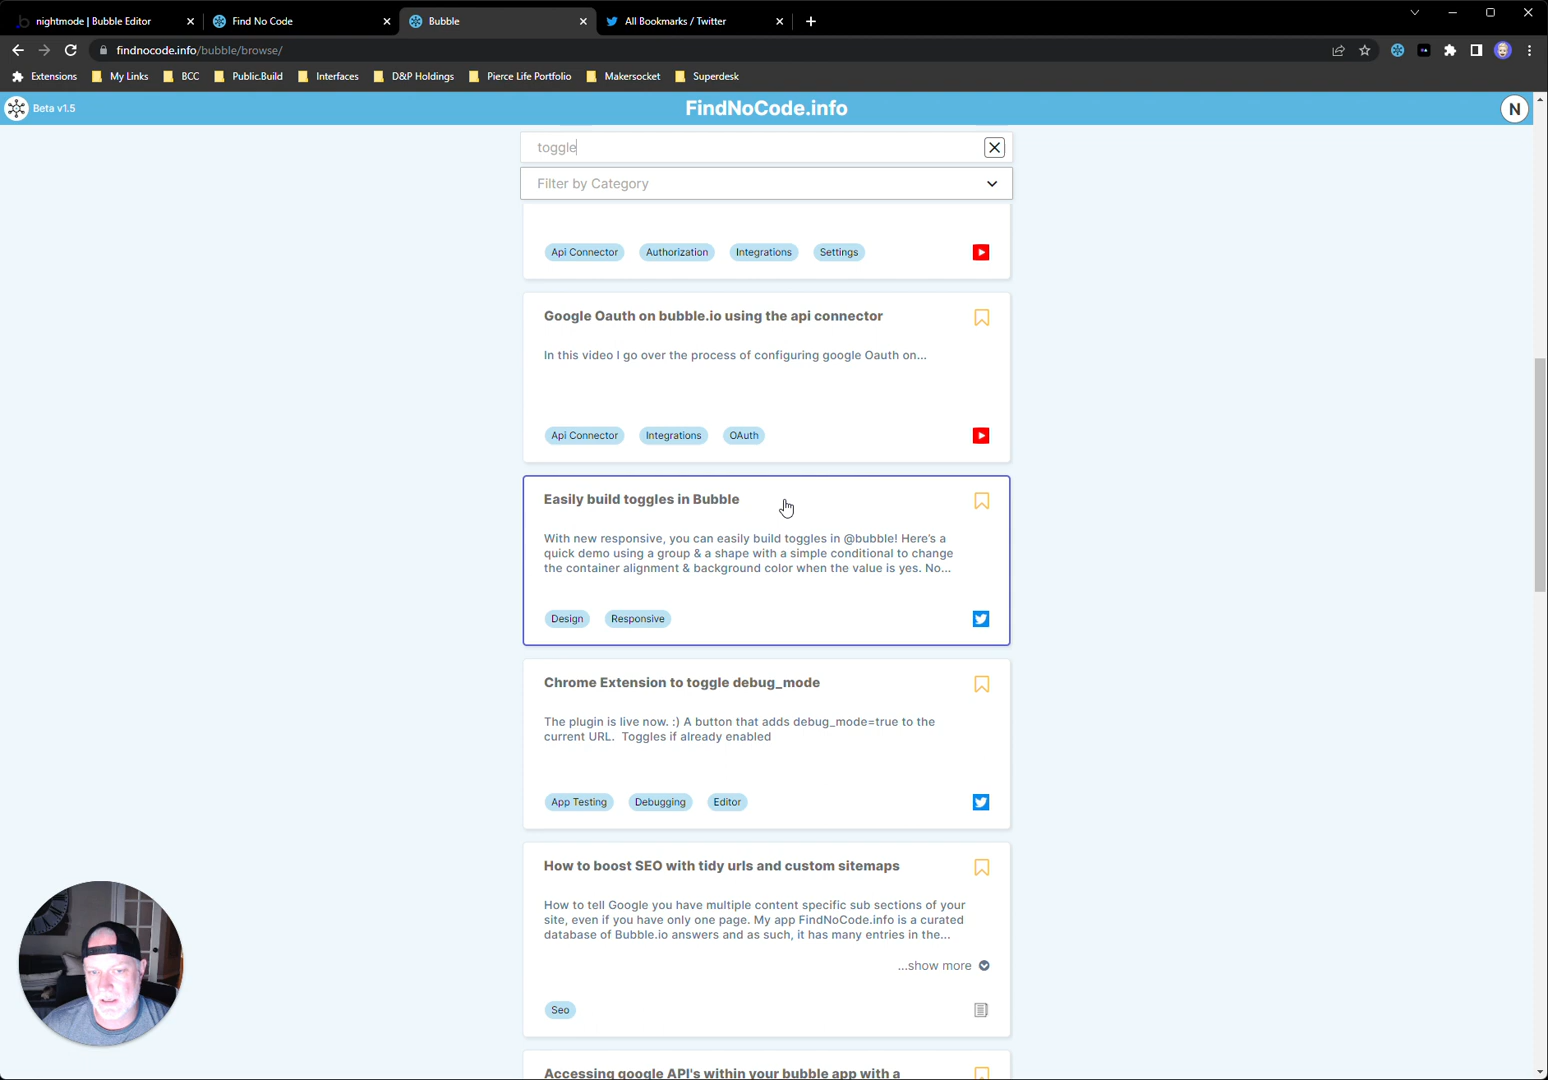 nightmode | Bubble Editor
Find No Code
Bubble
All Bookmarks / Twitter
findnocode.info/bubble/browse/
Extensions
My Links
BCC
Public.Build
Interfaces
D&P Holdings
Pierce Life Portfolio
Makersocket
Superdesk
Beta v1.5
FindNoCode.info
N
toggle
Filter by Category
Api Connector
Authorization
Integrations
Settings
Google Oauth on bubble.io using the api connector
In this video I go over the process of configuring google Oauth on...
Api Connector
Integrations
OAuth
Easily build toggles in Bubble
With new responsive, you can easily build toggles in @bubble! Here's a
quick demo using a group & a shape with a simple conditional to change
the container alignment & background color when the value is yes. No...
Design
Responsive
Chrome Extension to toggle debug_mode
The plugin is live now. :) A button that adds debug_mode=true to the
current URL. Toggles if already enabled
App Testing
Debugging
Editor
How to boost SEO with tidy urls and custom sitemaps
How to tell Google you have multiple content specific sub sections of your
site, even if you have only one page. My app FindNoCode.info is a curated
database of Bubble.io answers and as such, it has many entries in the...
...show more
Seo
Accessing google API's within your bubble app with a